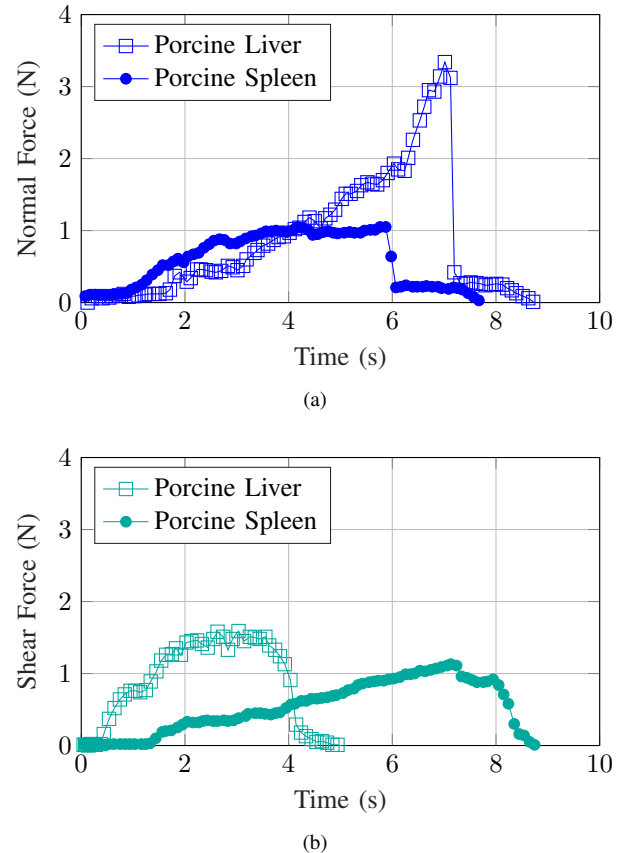 4
3
2
1
0
Normal Force (N)
Porcine Liver
Porcine Spleen
0 2 4 6 8 10
Time (s)
(a)
4
3
2
1
0
Shear Force (N)
Porcine Liver
Porcine Spleen
0 2 4 6 8 10
Time (s)
(b)